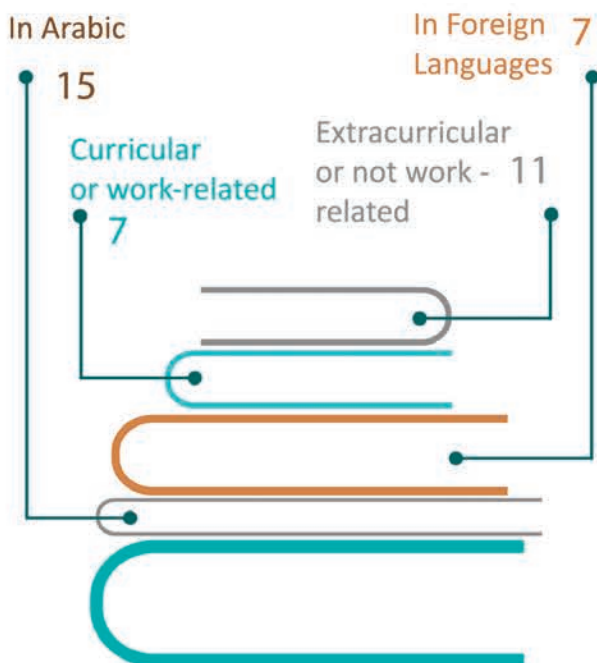 In Arabic
15
In Foreign 7
Languages
Curricular
or work-related
7
Extracurricular
or not work - 11
related